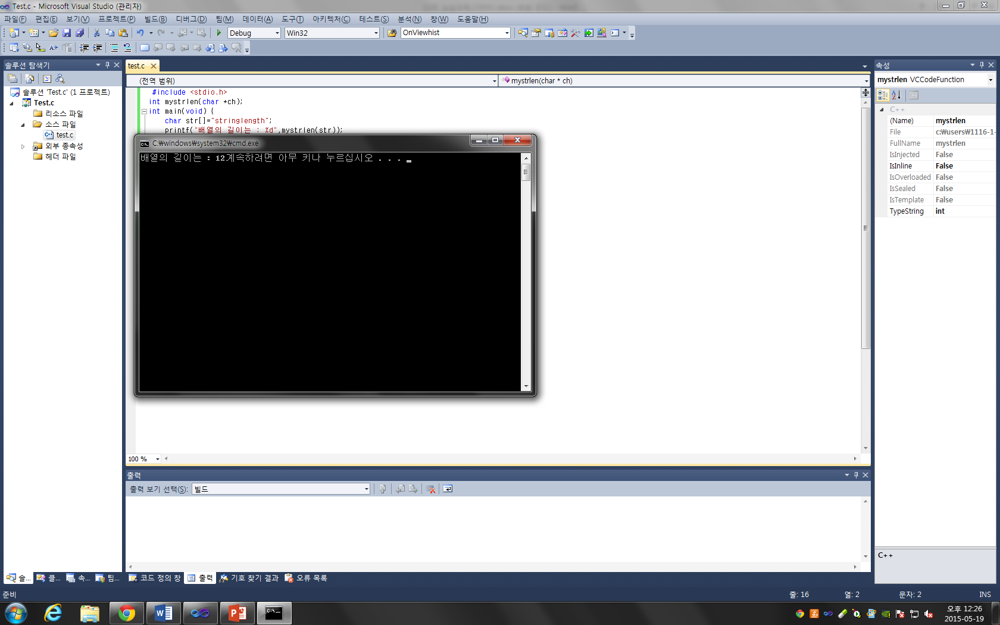 Test.c - Microsoft Visual Studio (관리자)
파일(F) 편집(E) 보기(V) 프로젝트(P) 빌드(B) 디버그(D) 팀(M) 데이터(A) 도구(T) 아키텍처(C) 테스트(S) 분석(N) 창(W) 도움말(H)
Debug Win32 OnViewhist
솔루션 탐색기
솔루션 'Test.c' (1 프로젝트)
Test.c
리소스 파일
소스 파일
test.c
외부 종속성
헤더 파일
test.c
(전역 범위) mystrlen(char * ch)
#include <stdio.h>
int mystrlen(char *ch);
int main(void) {
char str[]="stringlength";
printf("배열의 길이는 : %d",mystrlen(str));
C:₩windows₩system32₩cmd.exe
배열의 길이는 : 12계속하려면 아무 키나 누르십시오 . . .
100 %
출력
출력 보기 선택(S): 빌드
속성
mystrlen VCCodeFunction
C++
(Name) mystrlen
File c:₩users₩1116-1-
FullName mystrlen
IsInjected False
IsInline False
IsOverloaded False
IsSealed False
IsTemplate False
TypeString int
C++
솔... 클... 속... 팀... 코드 정의 창 출력 기호 찾기 결과 오류 목록
준비 줄: 16 열: 2 문자: 2 INS
오후 12:26
2015-05-19